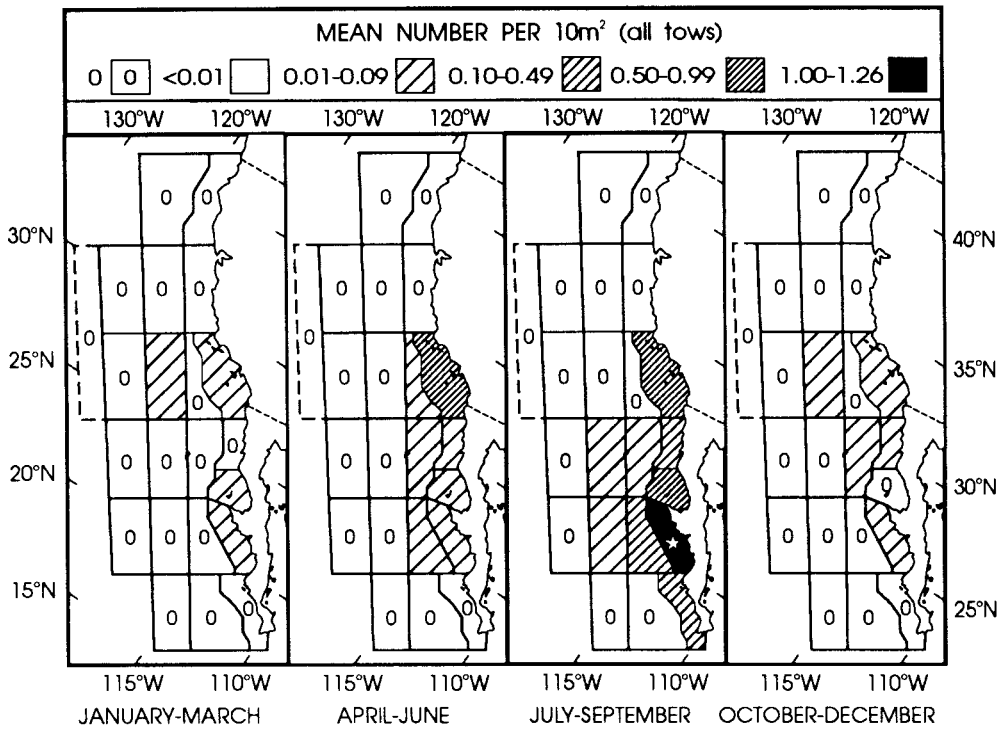 MEAN NUMBER PER 10m² (all tows)
0 0 <0.01 0.01-0.09 0.10-0.49 0.50-0.99 1.00-1.26
130°W 120°W 130°W 120°W 130°W 120°W 130°W 120°W
0 0 0 0 0 0 0 0
30°N 40°N
0 0 0 0 0 0 0 0 0 0 0 0
0 0 0 0
25°N 35°N
0 0 0 0 0 0
0 0 0
0
20°N 30°N
0 0 0 0 0 0 0 0
0
0 0 0 0 0 0 0 0 0
15°N 25°N
0 0 0 0 0 0 0 0 0 0 0
115°W 110°W 115°W 110°W 115°W 110°W 115°W 110°W
JANUARY-MARCH APRIL-JUNE JULY-SEPTEMBER OCTOBER-DECEMBER